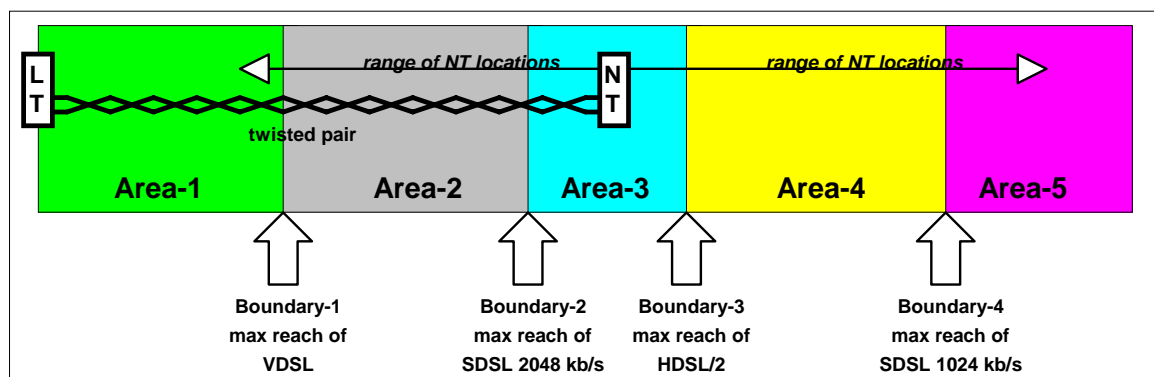 range of NT locations
range of NT locations
L
T
N
T
twisted pair
Area-1
Area-2
Area-3
Area-4
Area-5
Boundary-1
max reach of
VDSL
Boundary-2
max reach of
SDSL 2048 kb/s
Boundary-3
max reach of
HDSL/2
Boundary-4
max reach of
SDSL 1024 kb/s